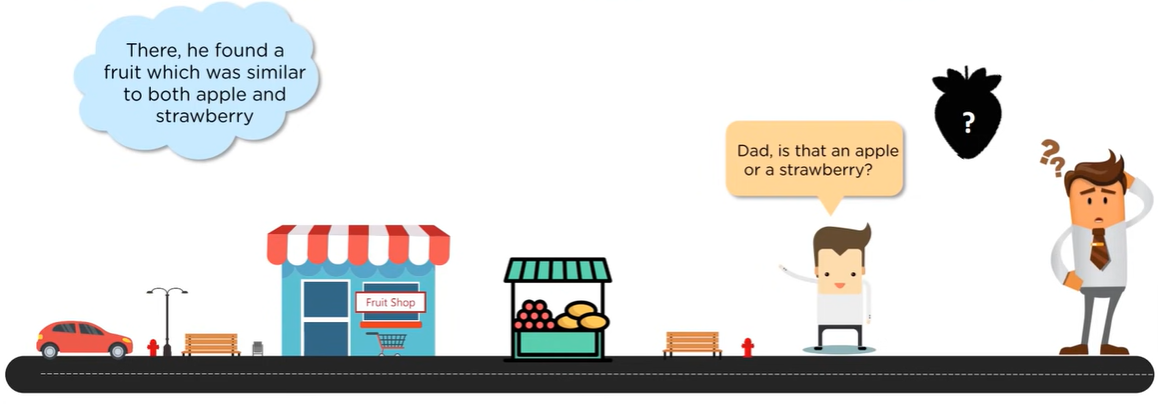 There, he found a
fruit which was similar
to both apple and
strawberry
Dad, is that an apple
or a strawberry?
?
??
Fruit Shop